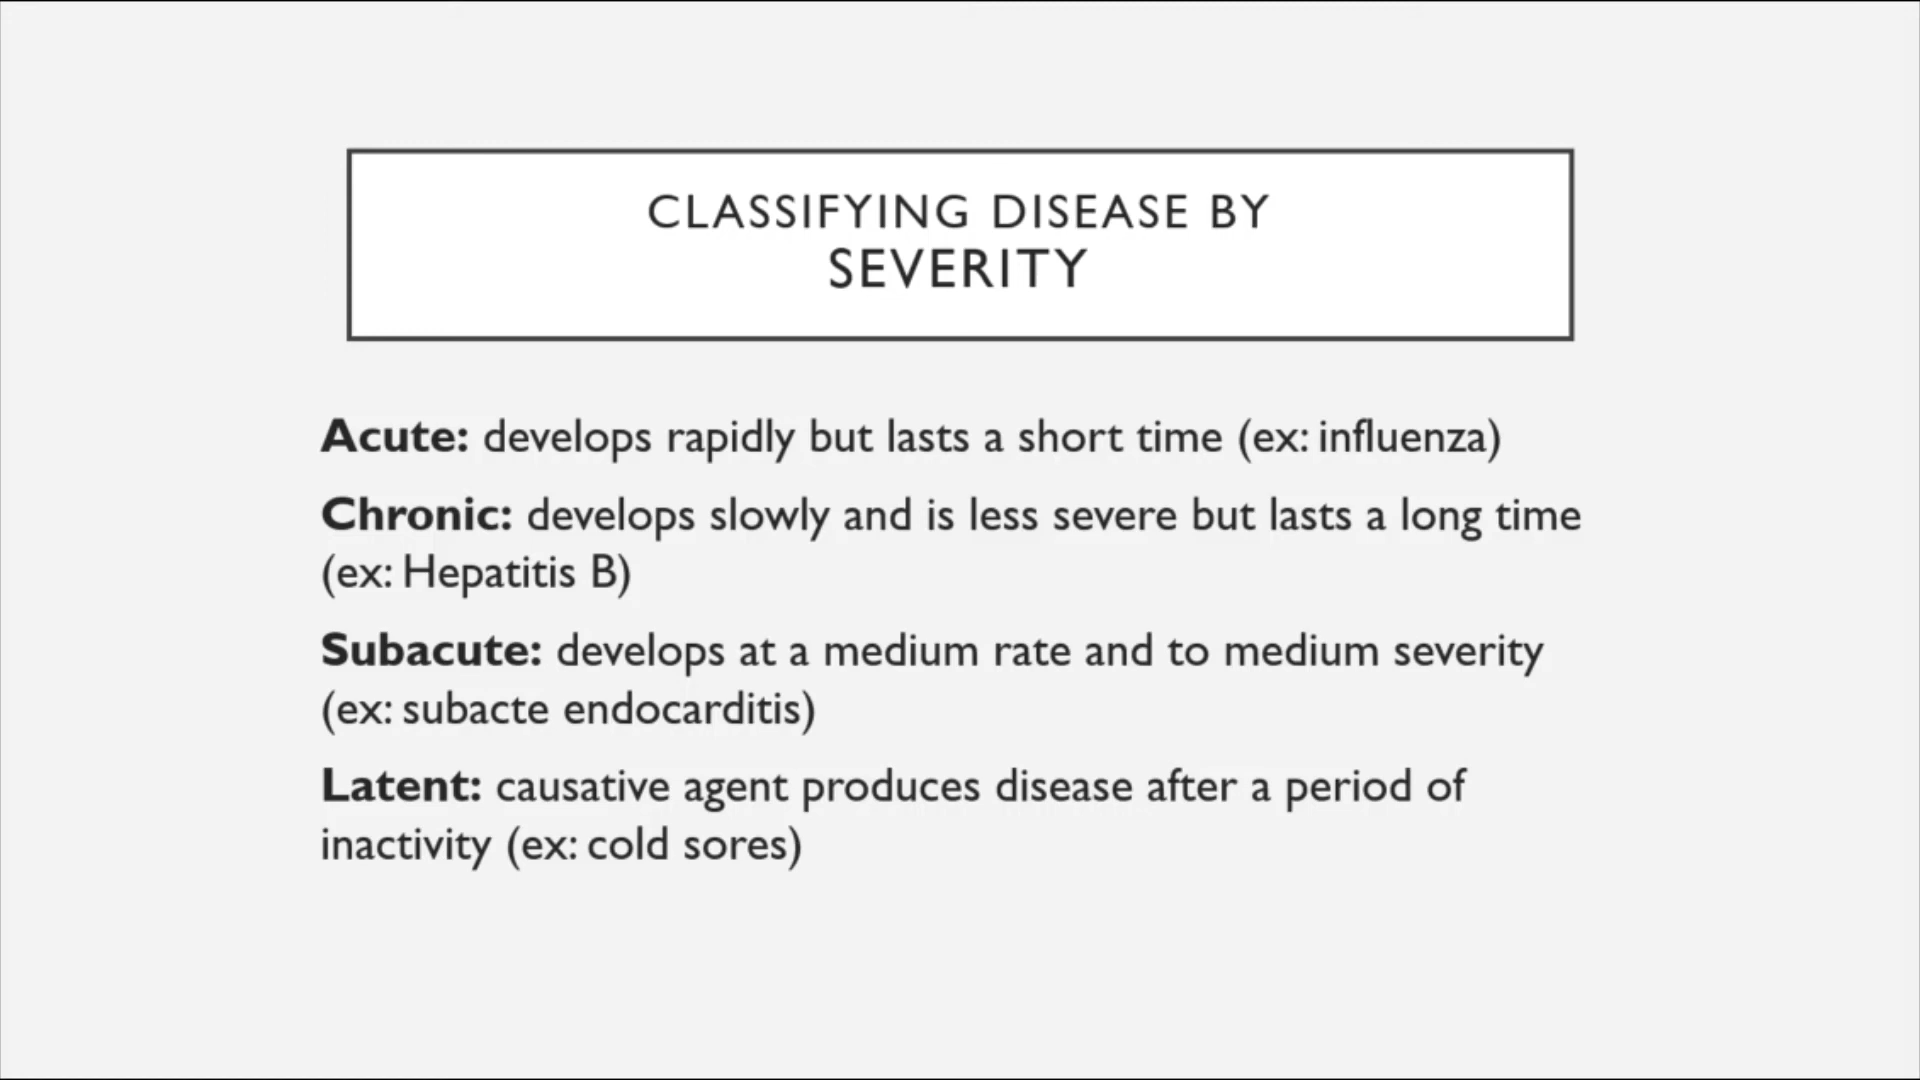 CLASSIFYING DISEASE BY
SEVERITY
Acute: develops rapidly but lasts a short time (ex: influenza)
Chronic: develops slowly and is less severe but lasts a long time
(ex: Hepatitis B)
Subacute: develops at a medium rate and to medium severity
(ex: subacte endocarditis)
Latent: causative agent produces disease after a period of
inactivity (ex: cold sores)